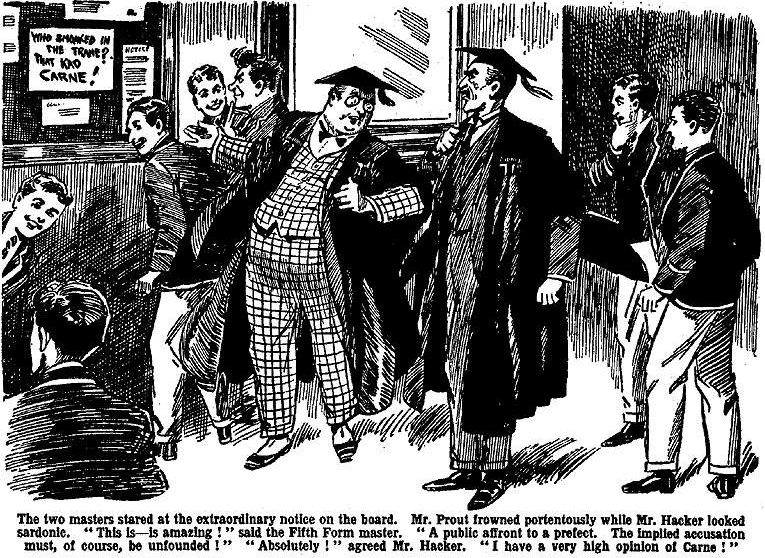 WHO SMOAKED IN
THE TRANE?
THAT KAD
CARNE!
NOTICE
The two masters stared at the extraordinary notice on the board. Mr. Prout frowned portentously while Mr. Hacker looked
sardonic. " This is—is amazing ! " said the Fifth Form master. " A public affront to a prefect. The implied accusation
must, of course, be unfounded ! " " Absolutely ! " agreed Mr. Hacker. " I have a very high opinion of Carne ! "